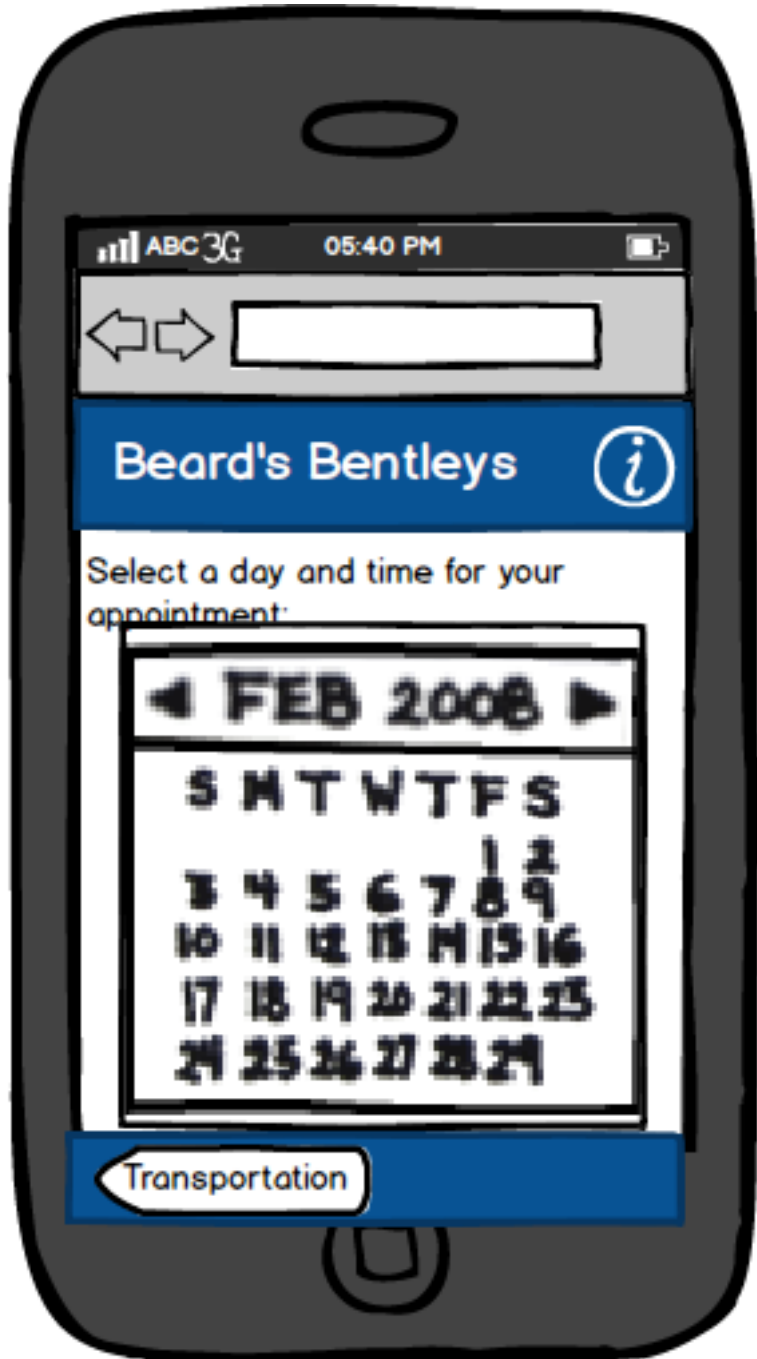 ABC 3G 05:40 PM
Beard's Bentleys
i
Select a day and time for your
appointment:
FEB 2008
S M T W T F S
1 2
3 4 5 6 7 8 9
10 11 12 13 14 15 16
17 18 19 20 21 22 23
24 25 26 27 28 29
Transportation